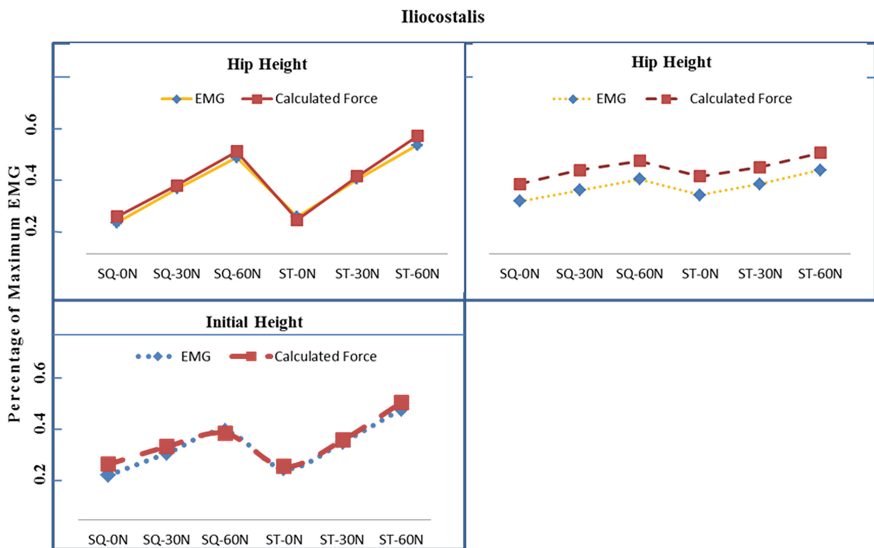 Iliocostalis
Percentage of Maximum EMG
Hip Height
EMG Calculated Force
0.6
0.4
0.2
SQ-0N SQ-30N SQ-60N ST-0N ST-30N ST-60N
Hip Height
EMG Calculated Force
SQ-0N SQ-30N SQ-60N ST-0N ST-30N ST-60N
Initial Height
EMG Calculated Force
0.6
0.4
0.2
SQ-0N SQ-30N SQ-60N ST-0N ST-30N ST-60N